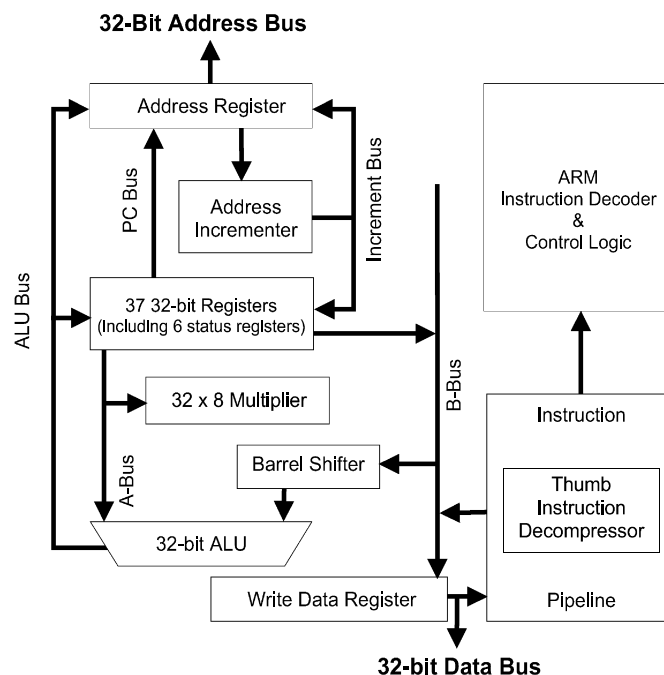 32-Bit Address Bus
Address Register
PC Bus
Increment Bus
Address
Incrementer
ALU Bus
37 32-bit Registers
(Including 6 status registers)
32 x 8 Multiplier
A-Bus
B-Bus
Barrel Shifter
32-bit ALU
Write Data Register
32-bit Data Bus
ARM
Instruction Decoder
&
Control Logic
Instruction
Thumb
Instruction
Decompressor
Pipeline